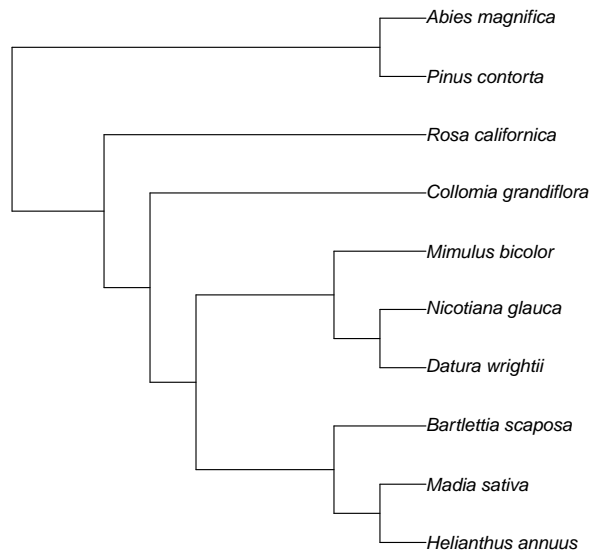 Abies magnifica
Pinus contorta
Rosa californica
Collomia grandiflora
Mimulus bicolor
Nicotiana glauca
Datura wrightii
Bartlettia scaposa
Madia sativa
Helianthus annuus